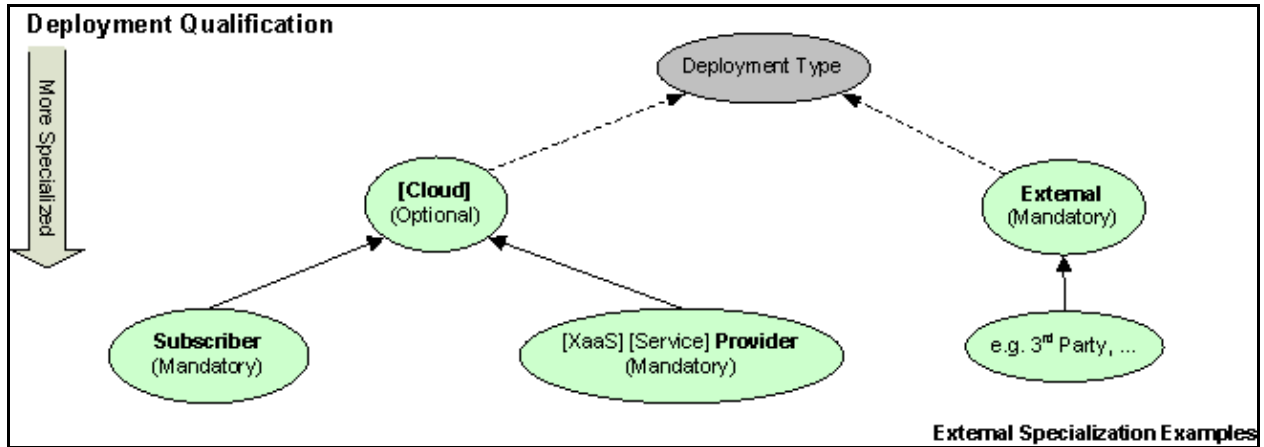 Deployment Qualification
More Specialized
Deployment Type
[Cloud]
(Optional)
External
(Mandatory)
Subscriber
(Mandatory)
[XaaS] [Service] Provider
(Mandatory)
e.g. 3rd Party, ...
External Specialization Examples